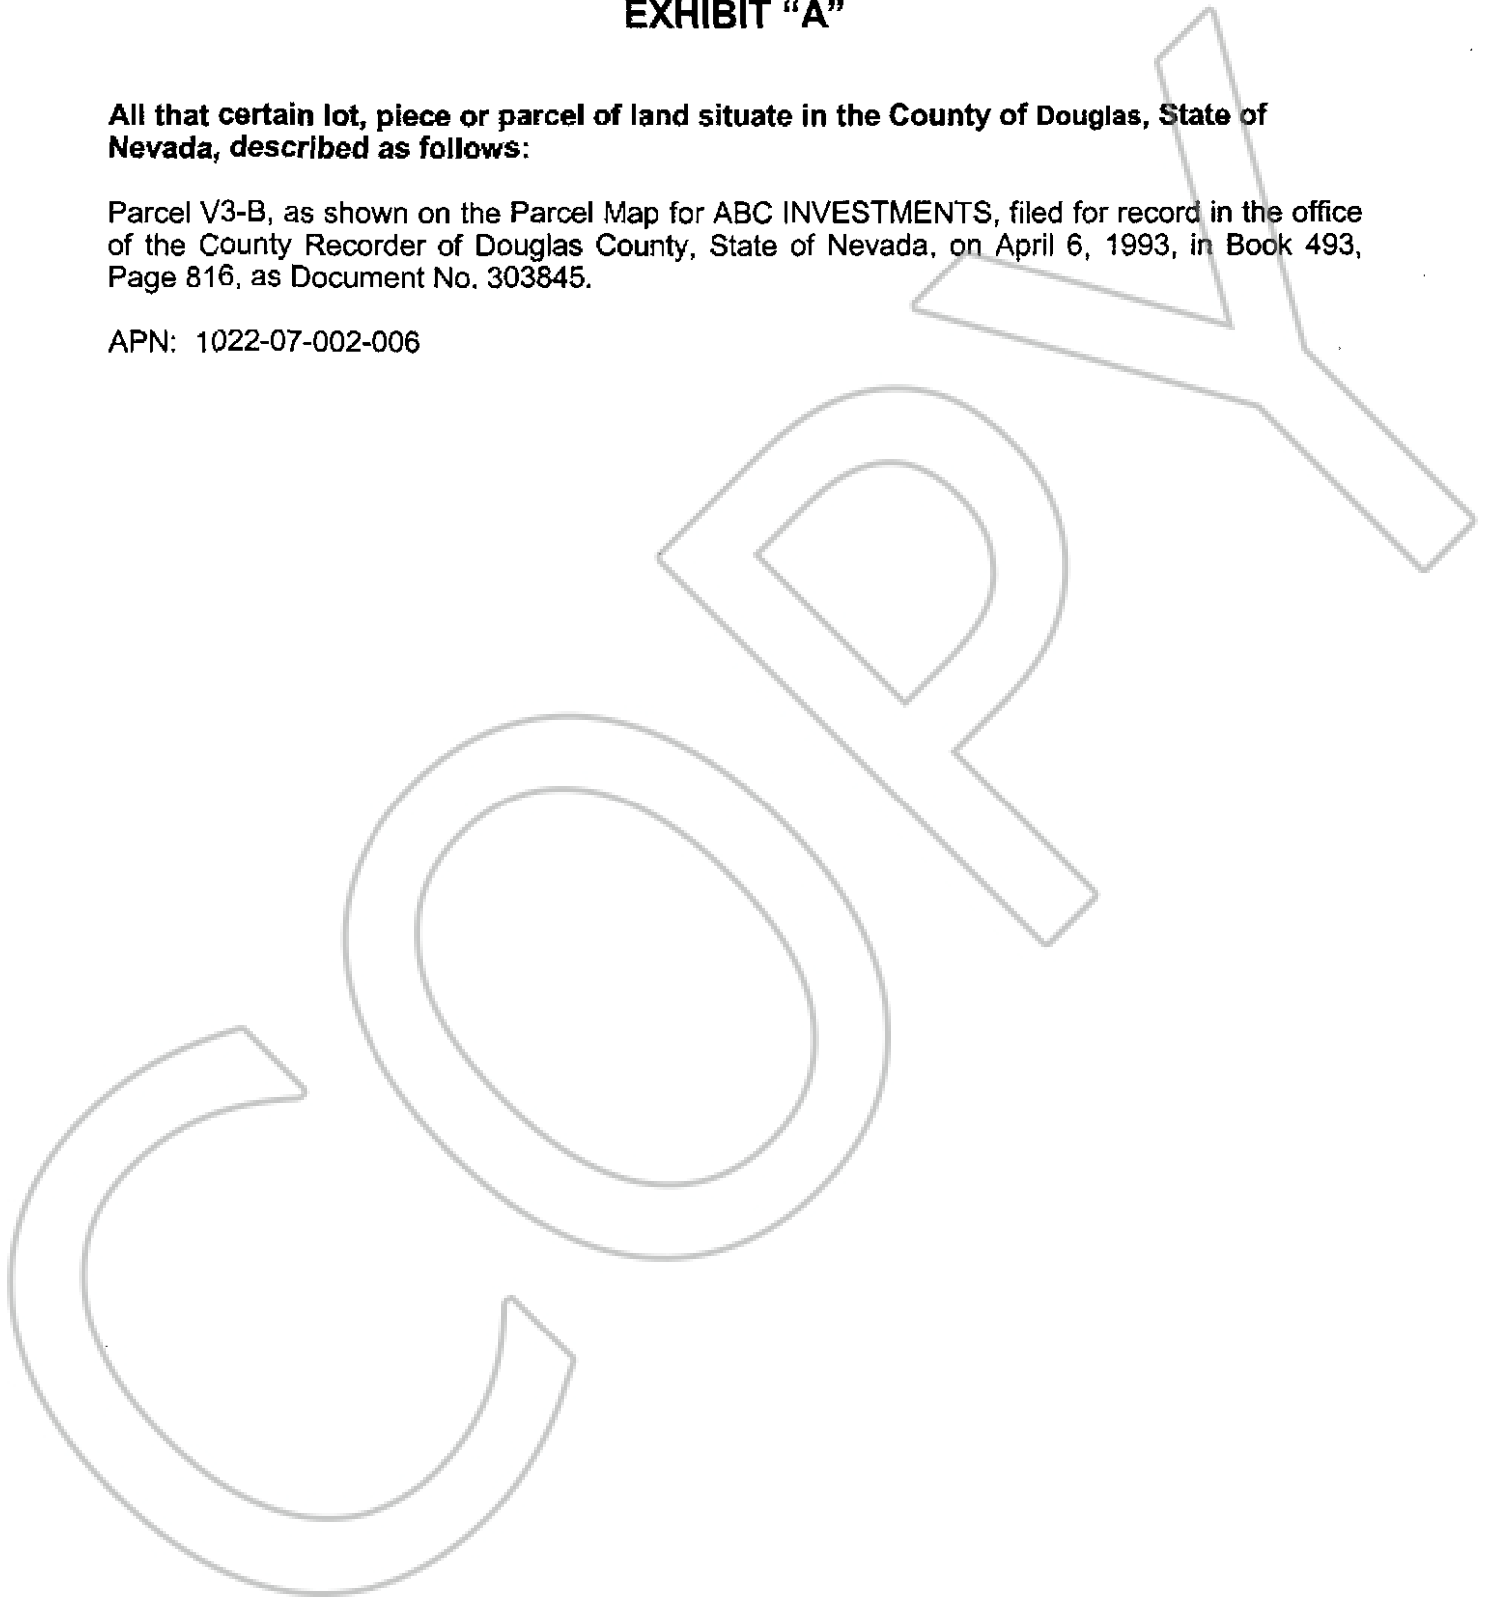 EXHIBIT “A”
All that certain lot, piece or parcel of land situate in the County of Douglas, State of
Nevada, described as follows:
Parcel V3-B, as shown on the Parcel Map for ABC INVESTMENTS, filed for record in the office
of the County Recorder of Douglas County, State of Nevada, on April 6, 1993, in Book 493,
Page 816, as Document No. 303845.
APN: 1022-07-002-006
COPY